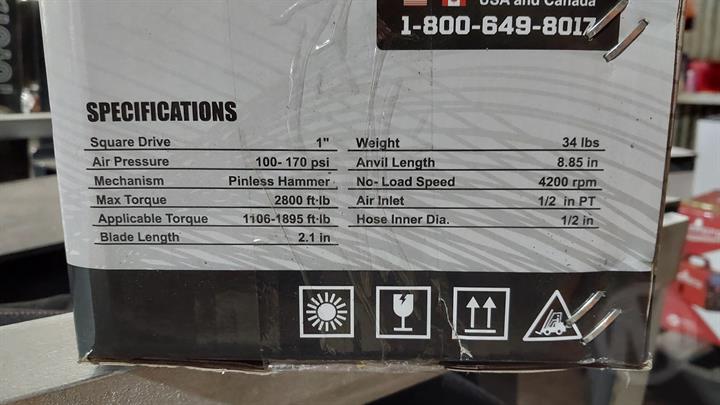 USA and Canada
1-800-649-8017
SPECIFICATIONS
Square Drive 1"
Air Pressure 100- 170 psi
Mechanism Pinless Hammer
Max Torque 2800 ft·lb
Applicable Torque 1106-1895 ft·lb
Blade Length 2.1 in
Weight 34 lbs
Anvil Length 8.85 in
No- Load Speed 4200 rpm
Air Inlet 1/2 in PT
Hose Inner Dia. 1/2 in